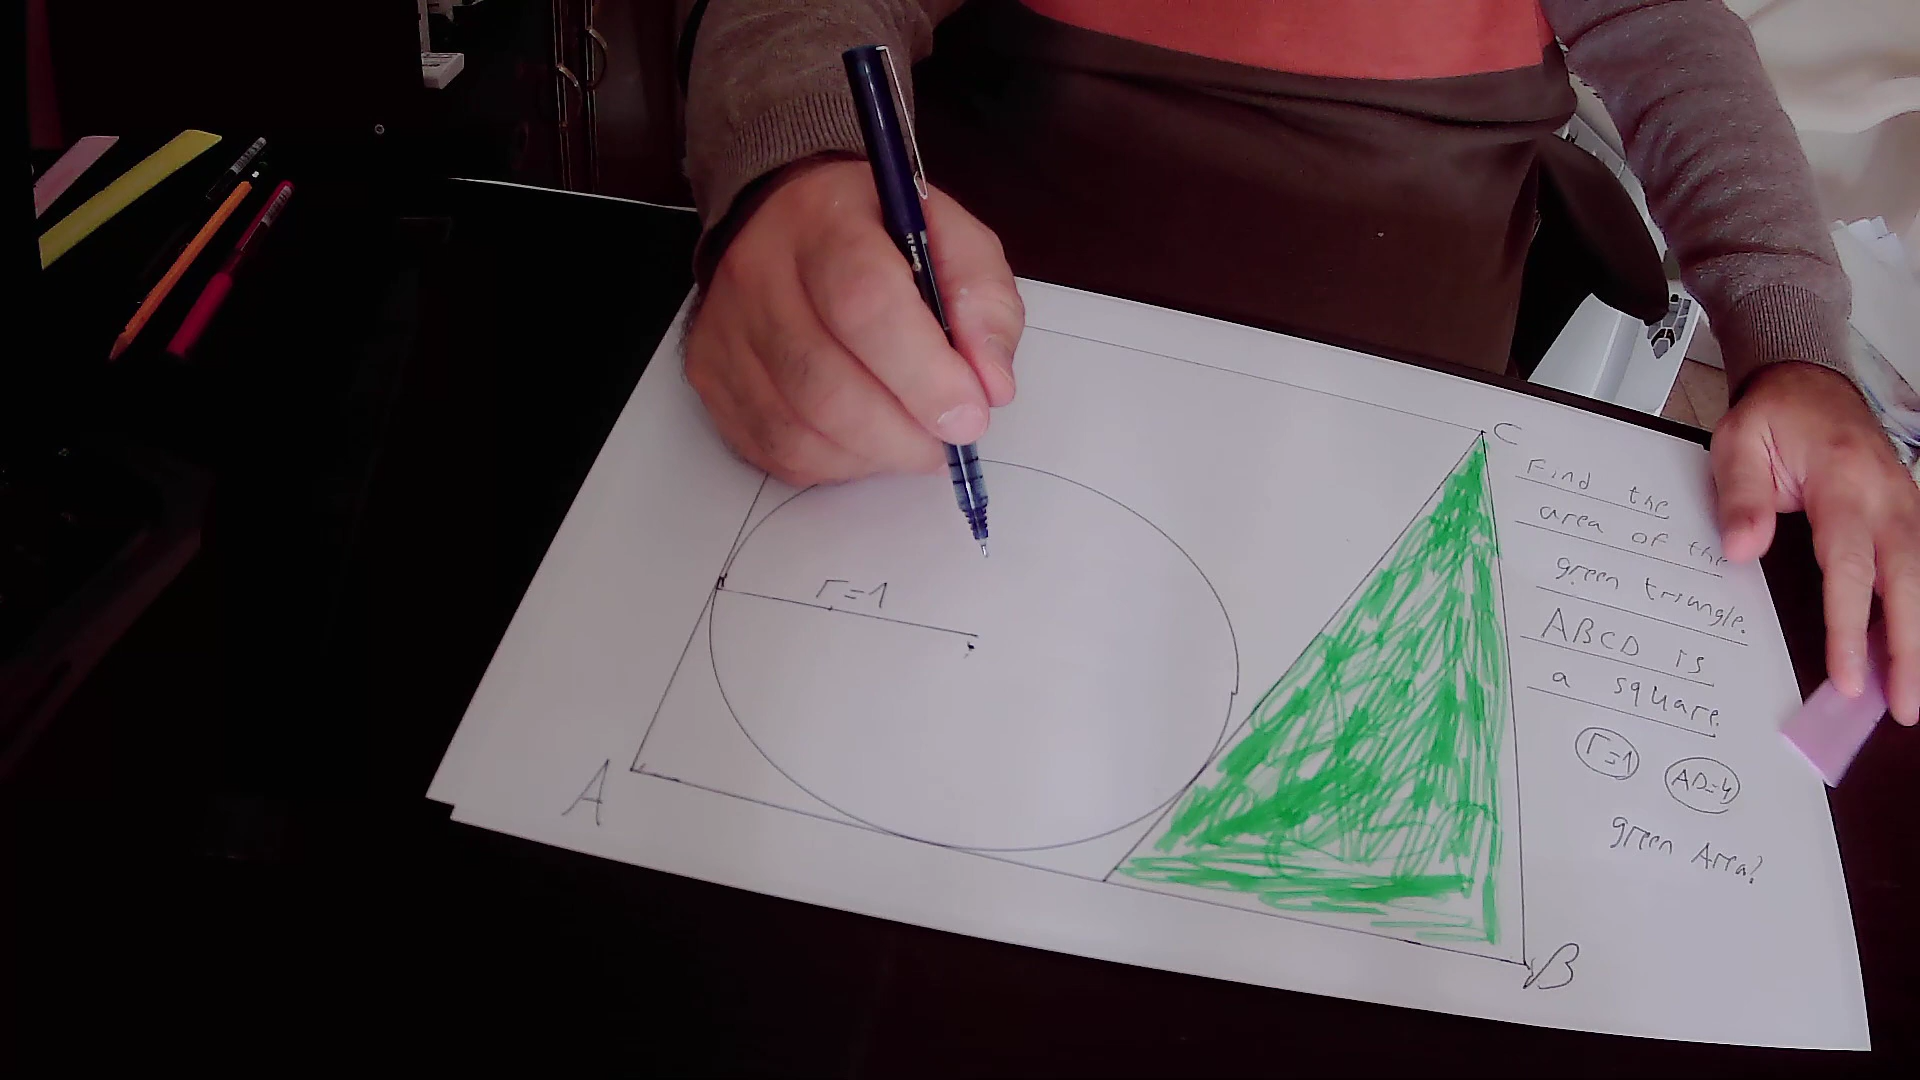 C
Find the
area of the
green triangle.
ABCD is
a square.
r=1
r=1 AD=4
green Area?
A
B